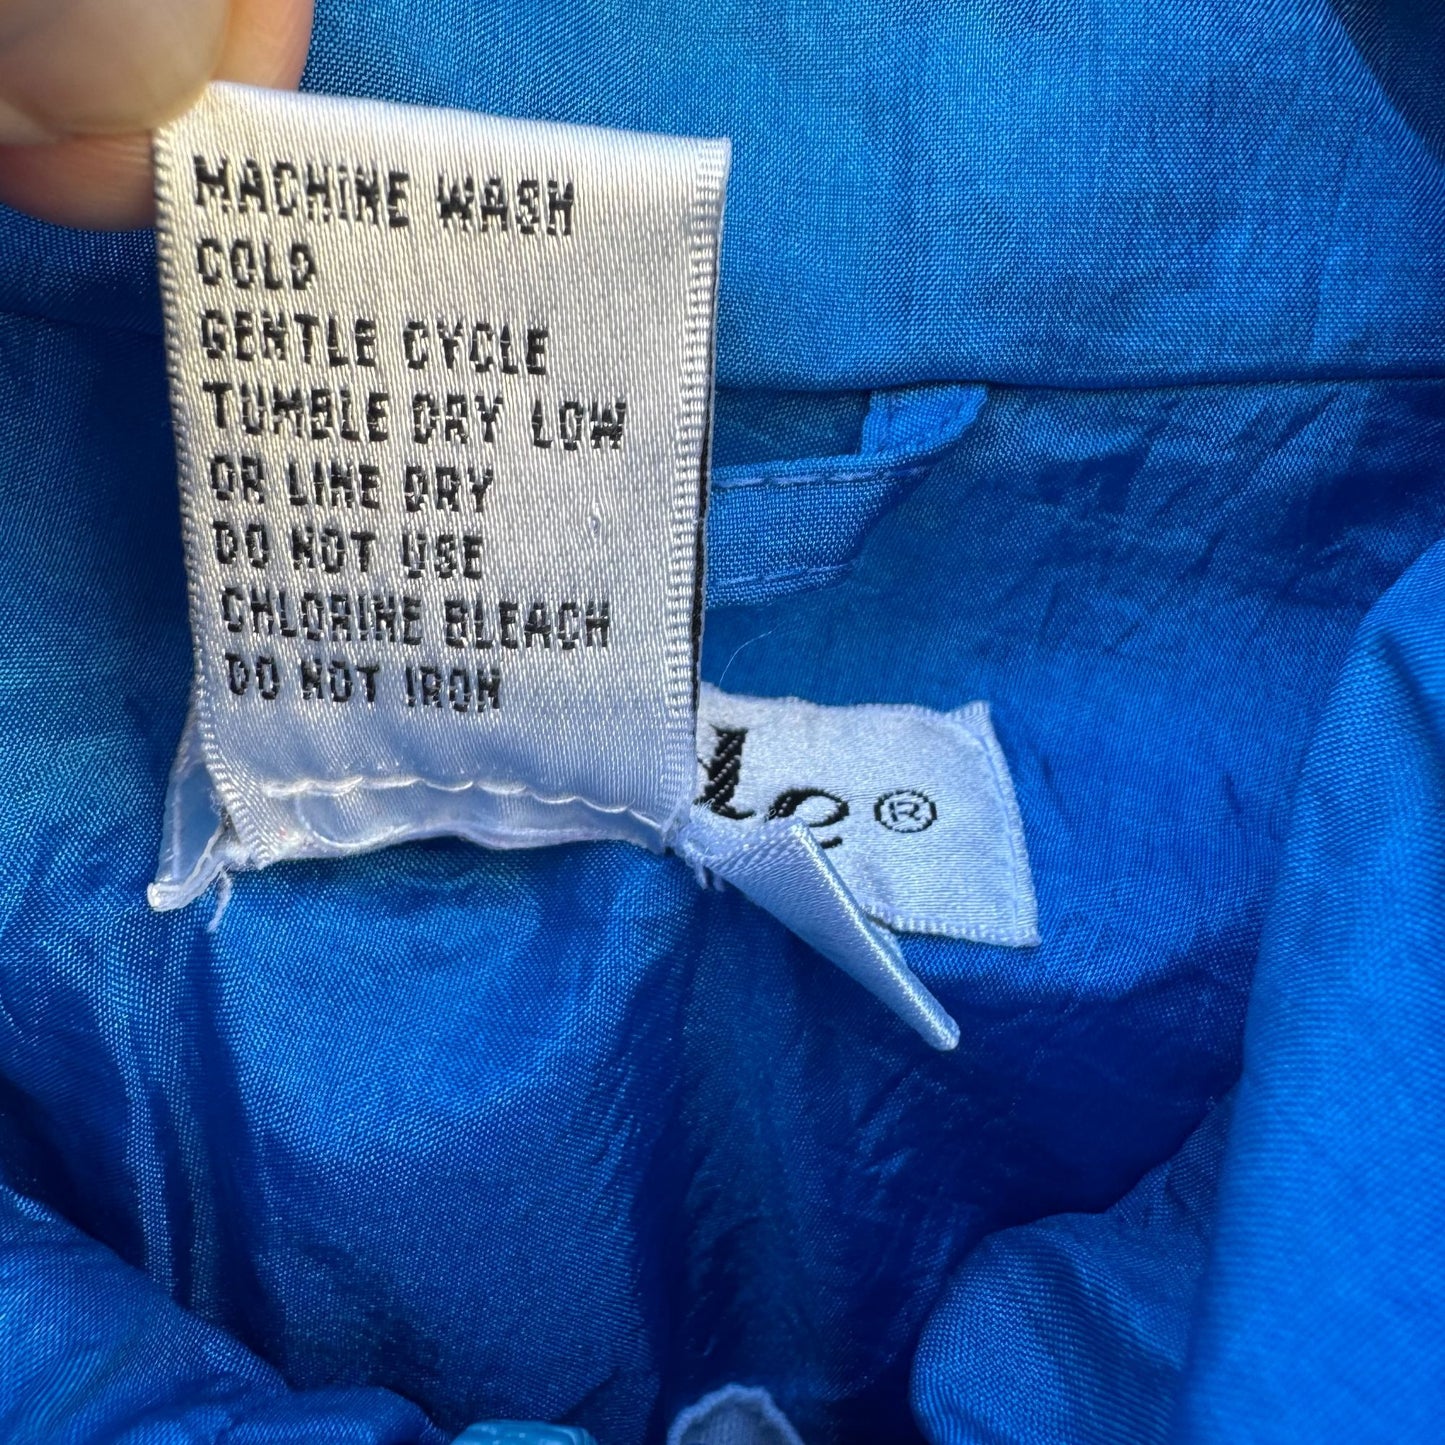 MACHINE WASH
COLD
GENTLE CYCLE
TUMBLE DRY LOW
OR LINE DRY
DO NOT USE
CHLORINE BLEACH
DO NOT IRON
le ®